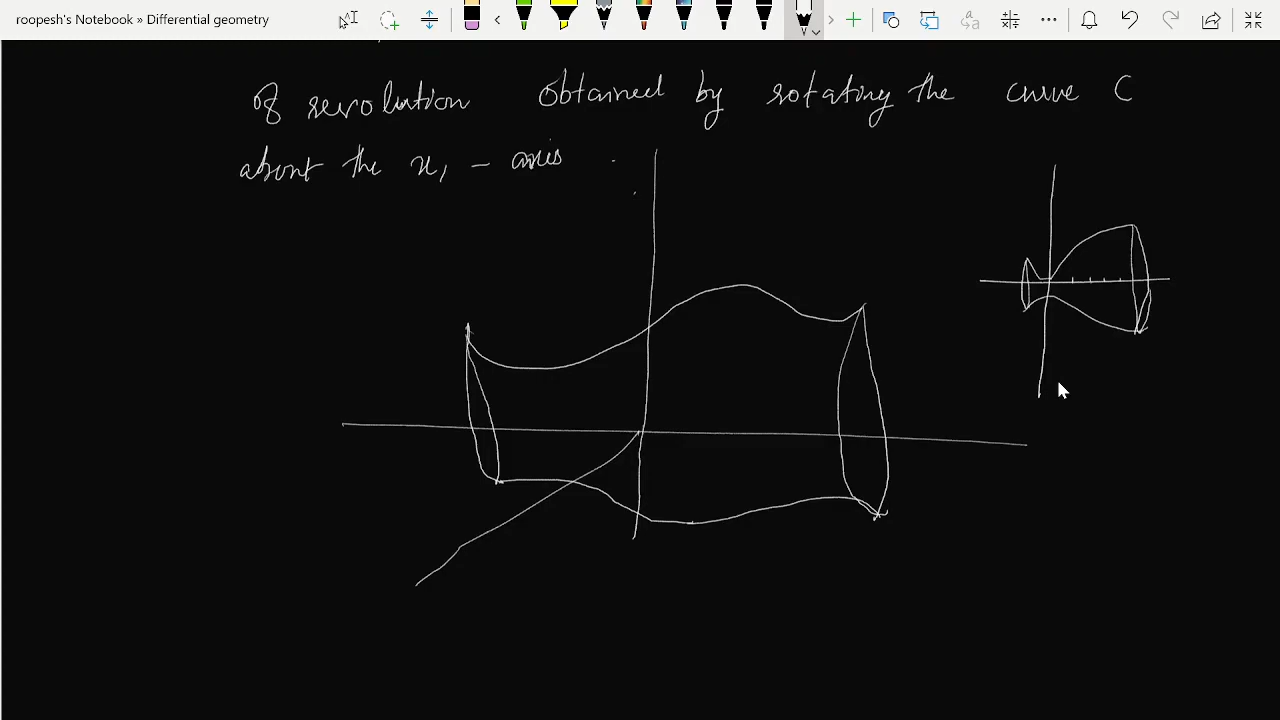 roopesh's Notebook » Differential geometry
of revolution obtained by rotating the curve C
about the x₁ - axis .